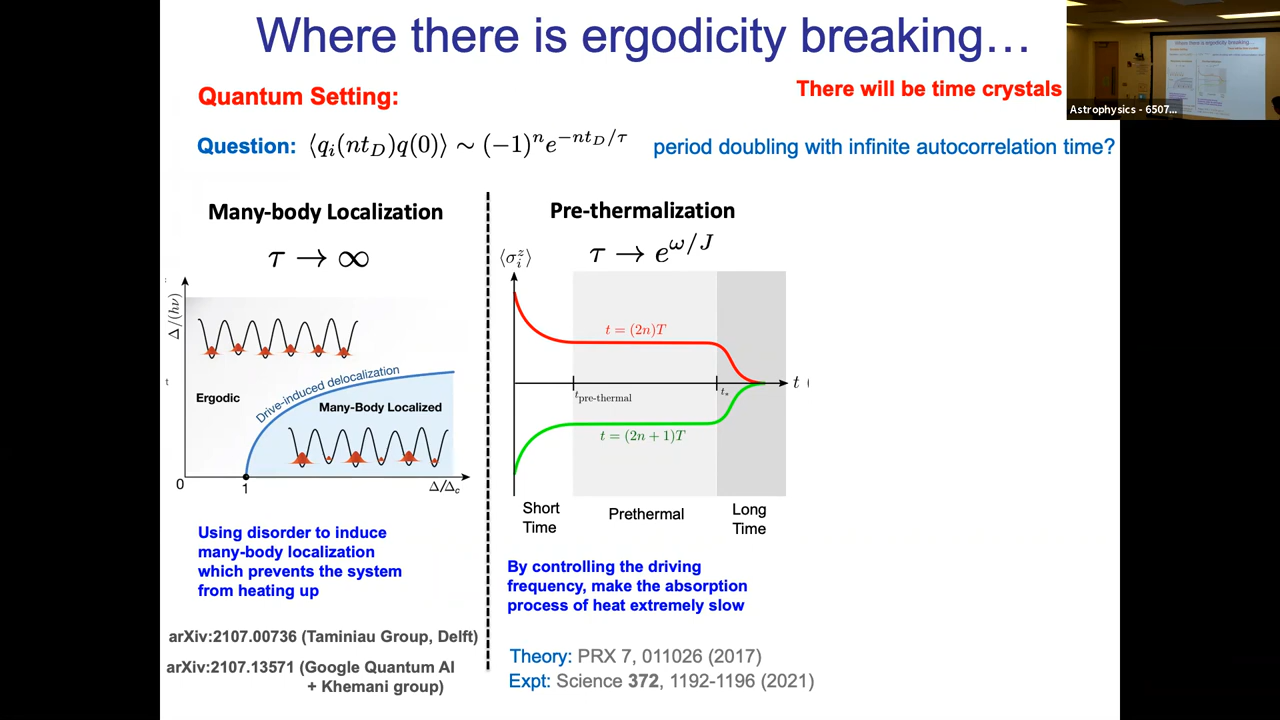 Where there is ergodicity breaking…
Quantum Setting:
There will be time crystals
Astrophysics - 6507...
Question: ⟨q_i(nt_D)q(0)⟩ ∼ (−1)^n e^{−nt_D/τ} period doubling with infinite autocorrelation time?
Many-body Localization
τ → ∞
Δ/(hν)
Ergodic
Drive-induced delocalization
Many-Body Localized
0
1
Δ/Δ_c
Using disorder to induce
many-body localization
which prevents the system
from heating up
arXiv:2107.00736 (Taminiau Group, Delft)
arXiv:2107.13571 (Google Quantum AI
+ Khemani group)
Pre-thermalization
τ → e^{ω/J}
⟨σ_i^z⟩
t = (2n)T
t_pre-thermal
t_*
t (
t = (2n + 1)T
Short
Time
Prethermal
Long
Time
By controlling the driving
frequency, make the absorption
process of heat extremely slow
Theory: PRX 7, 011026 (2017)
Expt: Science 372, 1192-1196 (2021)